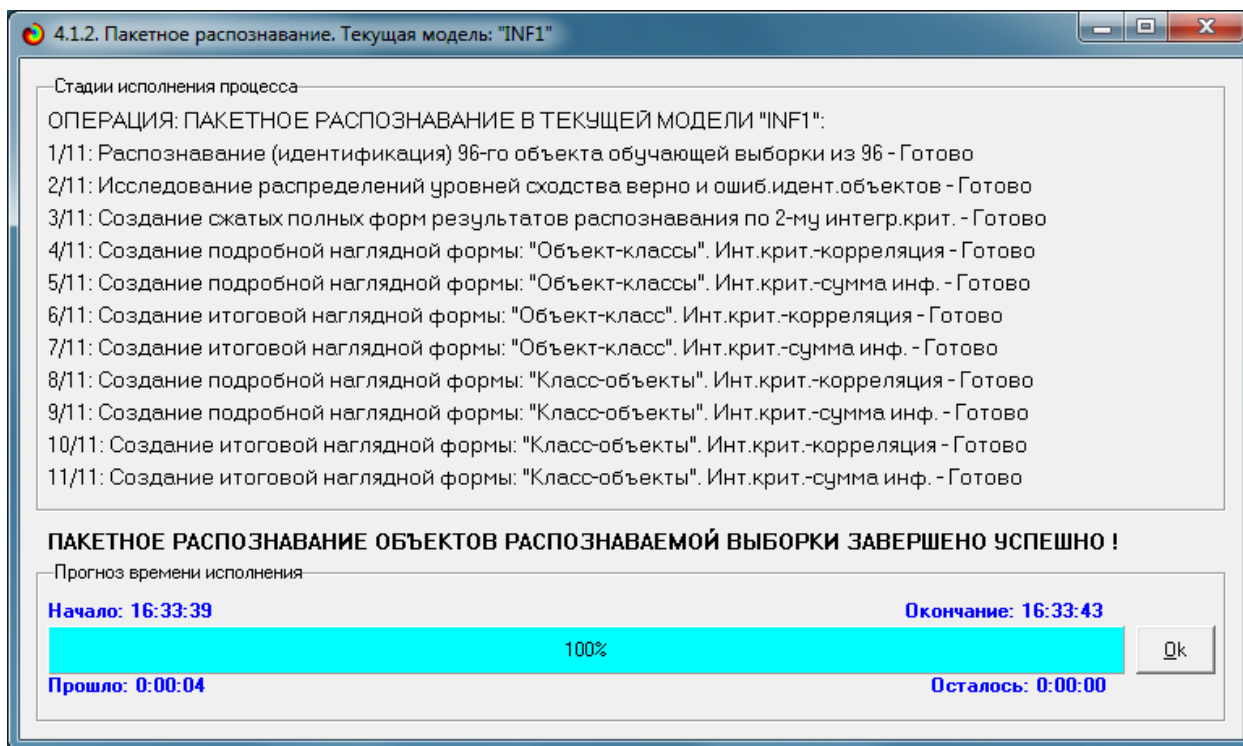 4.1.2. Пакетное распознавание. Текущая модель: "INF1"
Стадии исполнения процесса
ОПЕРАЦИЯ: ПАКЕТНОЕ РАСПОЗНАВАНИЕ В ТЕКУЩЕЙ МОДЕЛИ "INF1":
1/11: Распознавание (идентификация) 96-го объекта обучающей выборки из 96 - Готово
2/11: Исследование распределений уровней сходства верно и ошиб.идент.объектов - Готово
3/11: Создание сжатых полных форм результатов распознавания по 2-му интегр.крит. - Готово
4/11: Создание подробной наглядной формы: "Объект-классы". Инт.крит.-корреляция - Готово
5/11: Создание подробной наглядной формы: "Объект-классы". Инт.крит.-сумма инф. - Готово
6/11: Создание итоговой наглядной формы: "Объект-класс". Инт.крит.-корреляция - Готово
7/11: Создание итоговой наглядной формы: "Объект-класс". Инт.крит.-сумма инф. - Готово
8/11: Создание подробной наглядной формы: "Класс-объекты". Инт.крит.-корреляция - Готово
9/11: Создание подробной наглядной формы: "Класс-объекты". Инт.крит.-сумма инф. - Готово
10/11: Создание итоговой наглядной формы: "Класс-объекты". Инт.крит.-корреляция - Готово
11/11: Создание итоговой наглядной формы: "Класс-объекты". Инт.крит.-сумма инф. - Готово
ПАКЕТНОЕ РАСПОЗНАВАНИЕ ОБЪЕКТОВ РАСПОЗНАВАЕМОЙ ВЫБОРКИ ЗАВЕРШЕНО УСПЕШНО !
Прогноз времени исполнения
Начало: 16:33:39 Окончание: 16:33:43
100% Ok
Прошло: 0:00:04 Осталось: 0:00:00